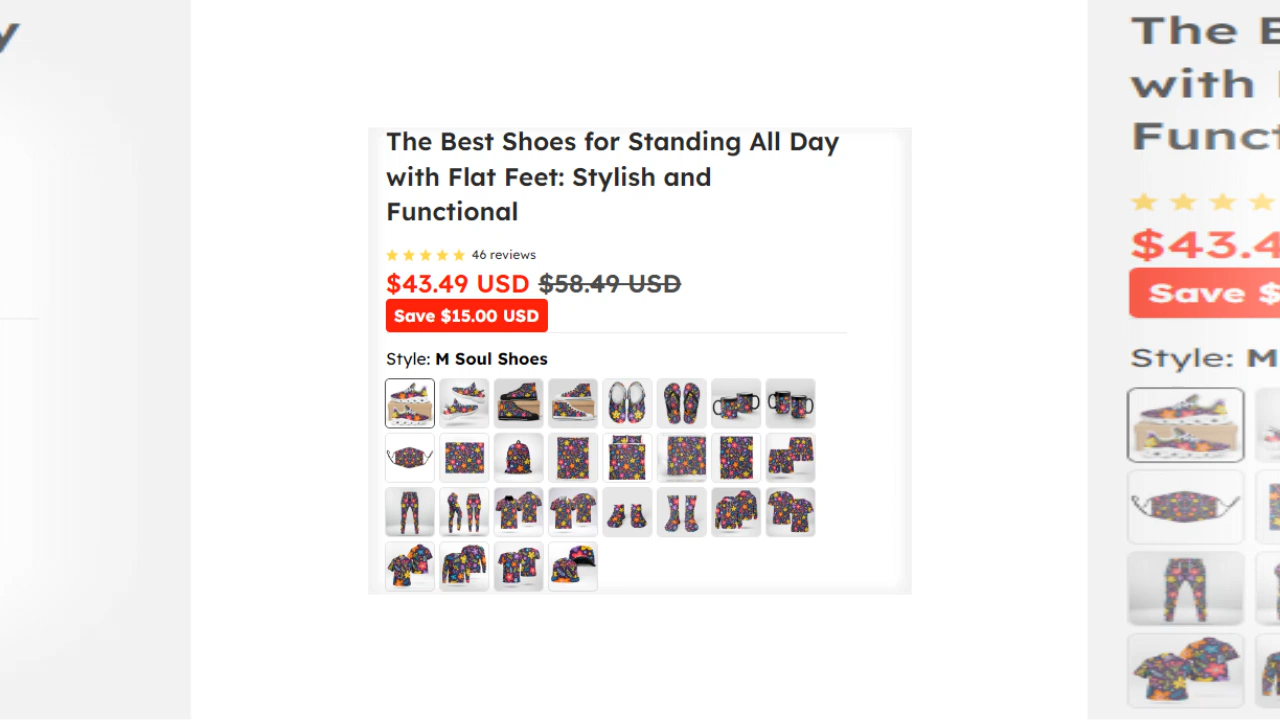 The Best Shoes for Standing All Day
with Flat Feet: Stylish and
Functional
46 reviews
$43.49 USD $58.49 USD
Save $15.00 USD
Style: M Soul Shoes
y
The B
with
Funct
$43.4
Save $
Style: M